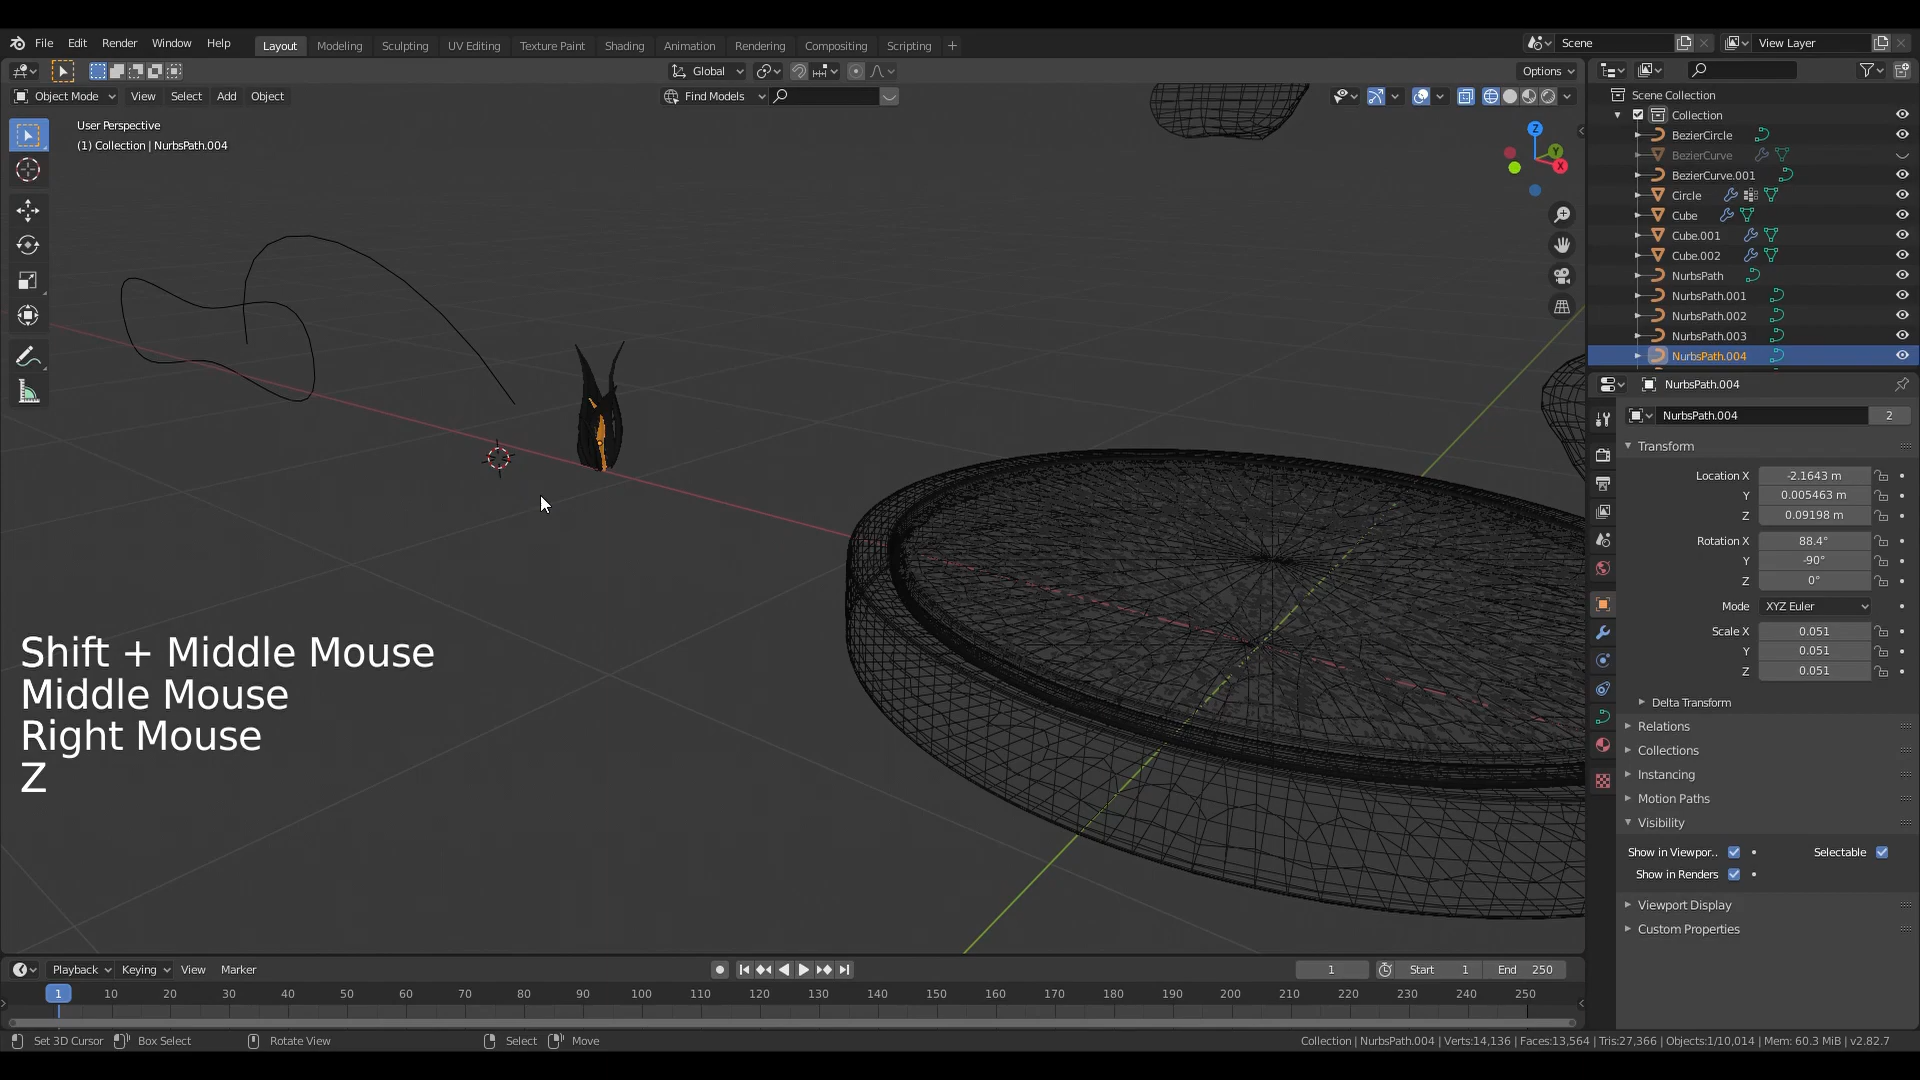 File Edit Render Window Help Layout Modeling Sculpting UV Editing Texture Paint Shading Animation Rendering Compositing Scripting + Scene View Layer
Global Options
Object Mode View Select Add Object Find Models
User Perspective
(1) Collection | NurbsPath.004
Z
Y
X
Scene Collection
Collection
BezierCircle
BezierCurve
BezierCurve.001
Circle
Cube
Cube.001
Cube.002
NurbsPath
NurbsPath.001
NurbsPath.002
NurbsPath.003
NurbsPath.004
NurbsPath.004
NurbsPath.004 2
Transform
Location X -2.1643 m
Y 0.005463 m
Z 0.09198 m
Rotation X 88.4°
Y -90°
Z 0°
Mode XYZ Euler
Scale X 0.051
Y 0.051
Z 0.051
Delta Transform
Relations
Collections
Instancing
Motion Paths
Visibility
Show in Viewpor.. Selectable
Show in Renders
Viewport Display
Custom Properties
Shift + Middle Mouse
Middle Mouse
Right Mouse
Z
Playback Keying View Marker 1 Start 1 End 250
1 10 20 30 40 50 60 70 80 90 100 110 120 130 140 150 160 170 180 190 200 210 220 230 240 250
Set 3D Cursor Box Select Rotate View Select Move Collection | NurbsPath.004 | Verts:14,136 | Faces:13,564 | Tris:27,366 | Objects:1/10,014 | Mem: 60.3 MiB | v2.82.7